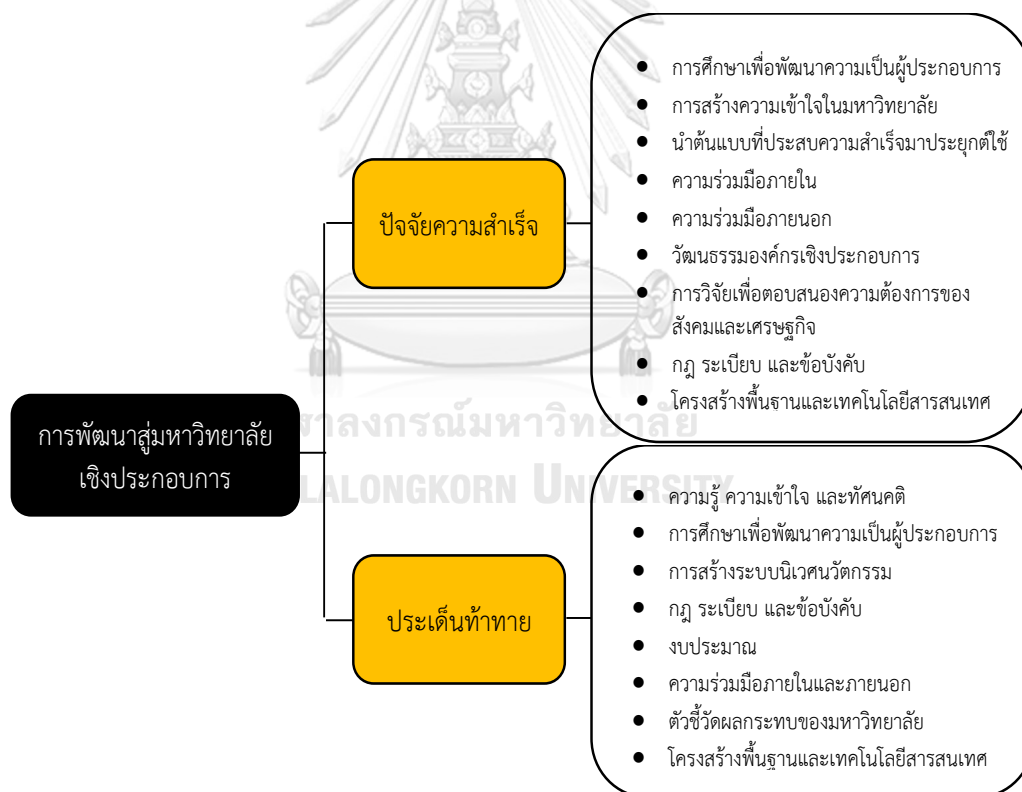 การศึกษาเพื่อพัฒนาความเป็นผู้ประกอบการ
การสร้างความเข้าใจในมหาวิทยาลัย
นำต้นแบบที่ประสบความสำเร็จมาประยุกต์ใช้
ความร่วมมือภายใน
ความร่วมมือภายนอก
วัฒนธรรมองค์กรเชิงประกอบการ
การวิจัยเพื่อตอบสนองความต้องการของ
สังคมและเศรษฐกิจ
กฎ ระเบียบ และข้อบังคับ
โครงสร้างพื้นฐานและเทคโนโลยีสารสนเทศ
ปัจจัยความสำเร็จ
การพัฒนาสู่มหาวิทยาลัย
เชิงประกอบการ
าลงกรณ์มหาวิทยาลัย
LALONGKORN UNIVERSITY
ประเด็นท้าทาย
ความรู้ ความเข้าใจ และทัศนคติ
การศึกษาเพื่อพัฒนาความเป็นผู้ประกอบการ
การสร้างระบบนิเวศนวัตกรรม
กฎ ระเบียบ และข้อบังคับ
งบประมาณ
ความร่วมมือภายในและภายนอก
ตัวชี้วัดผลกระทบของมหาวิทยาลัย
โครงสร้างพื้นฐานและเทคโนโลยีสารสนเทศ